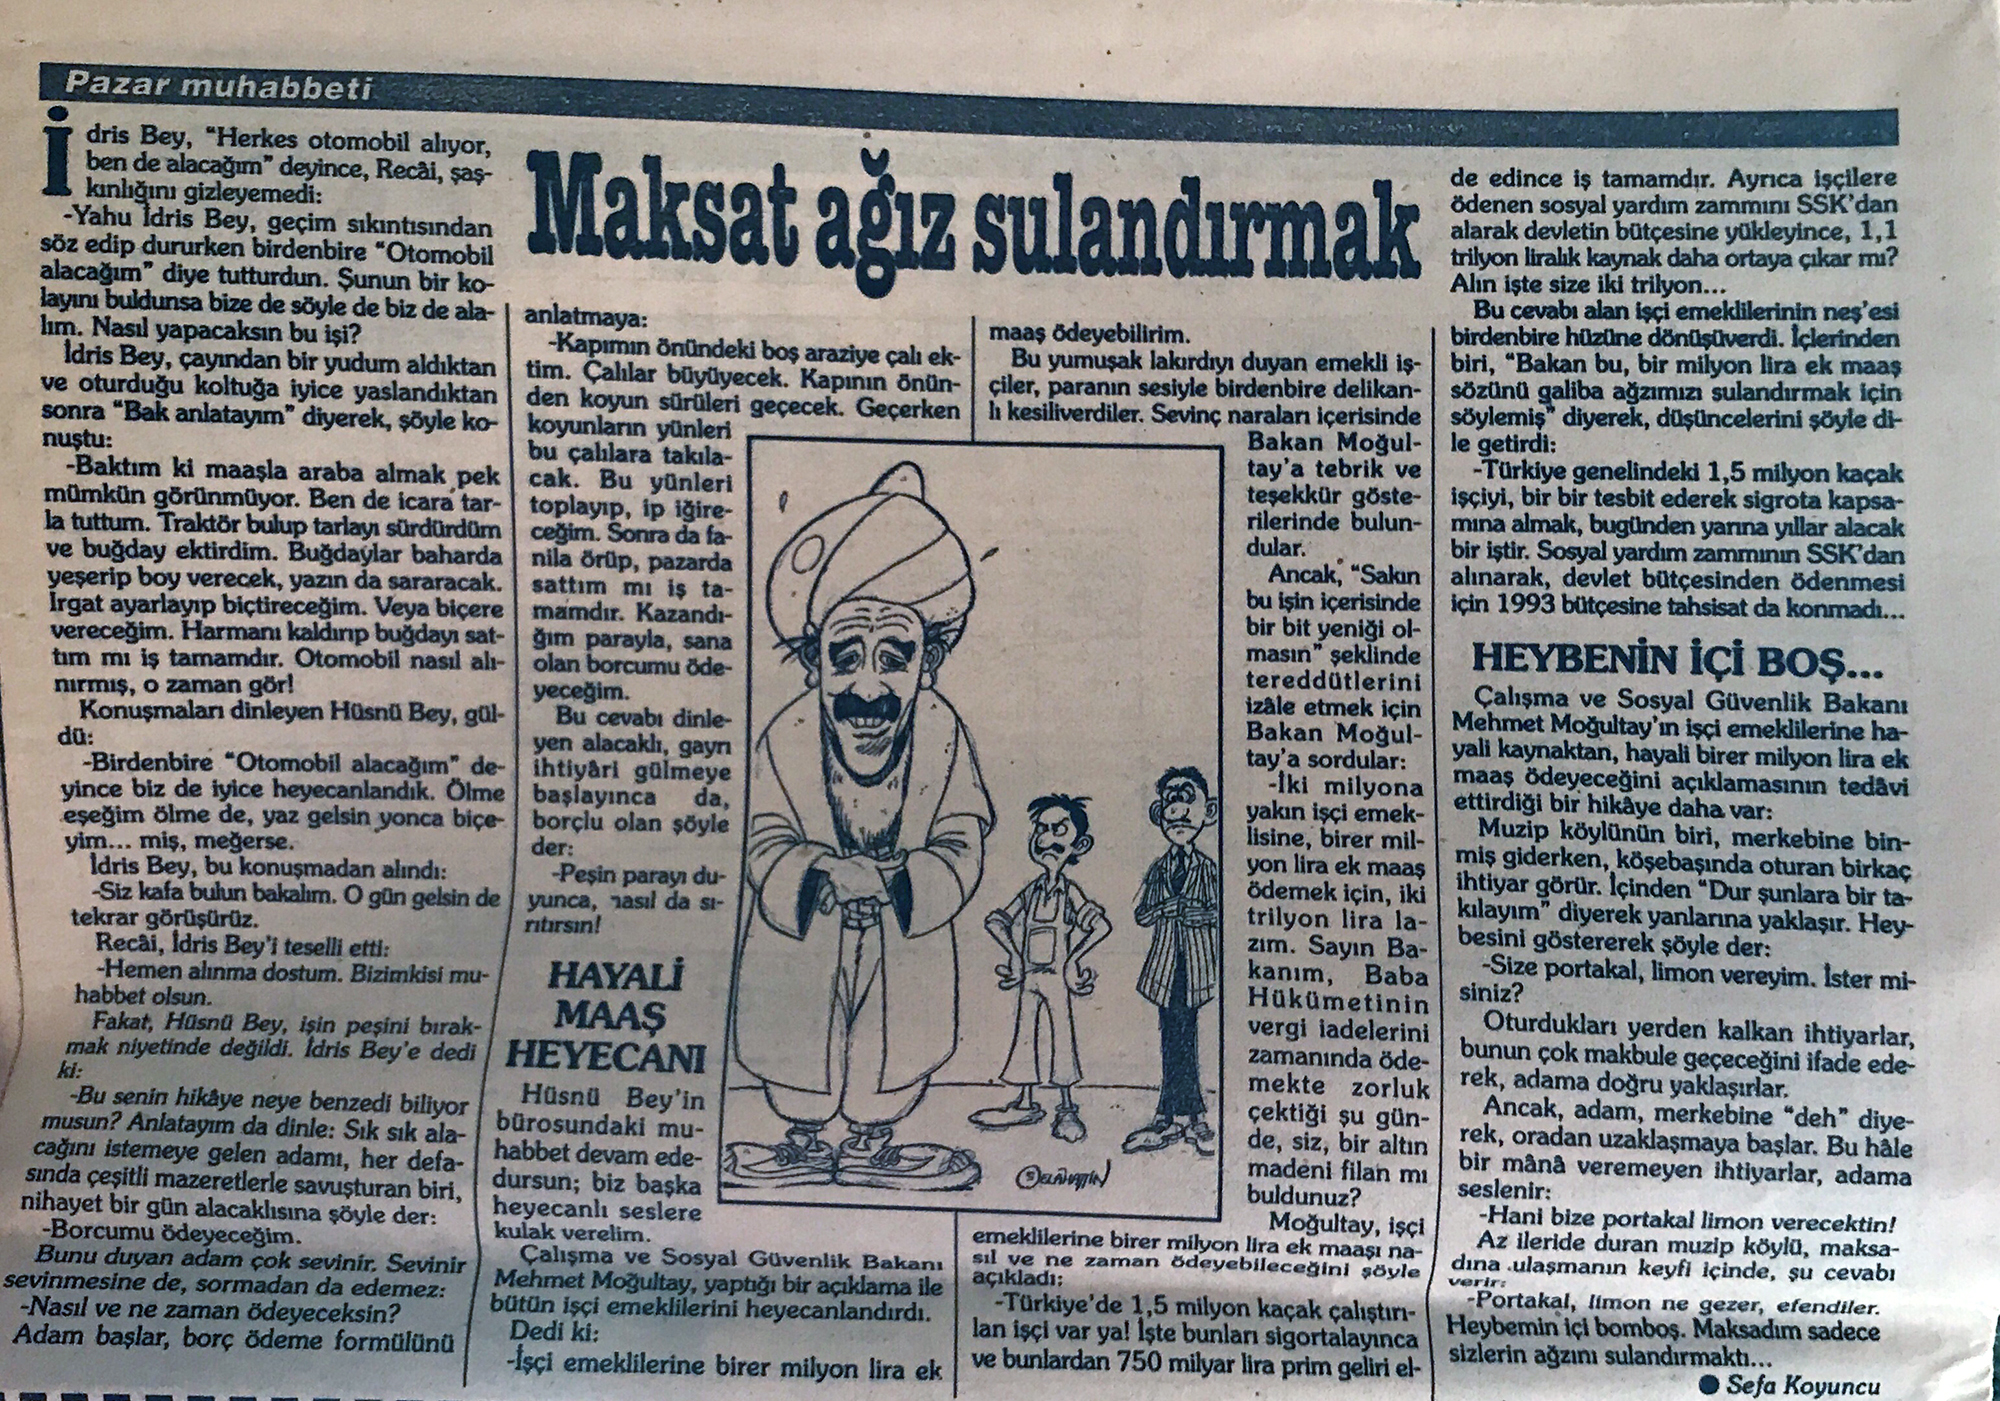 Pazar muhabbeti
Maksat ağız sulandırmak
İdris Bey, “Herkes otomobil alıyor,
ben de alacağım” deyince, Recâi, şaş-
kınlığını gizleyemedi:
-Yahu İdris Bey, geçim sıkıntısından
söz edip dururken birdenbire “Otomobil
alacağım” diye tutturdun. Şunun bir ko-
layını buldunsa bize de söyle de biz de ala-
lım. Nasıl yapacaksın bu işi?
İdris Bey, çayından bir yudum aldıktan
ve oturduğu koltuğa iyice yaslandıktan
sonra “Bak anlatayım” diyerek, şöyle ko-
nuştu:
-Baktım ki maaşla araba almak pek
mümkün görünmüyor. Ben de icara tar-
la tuttum. Traktör bulup tarlayı sürdürdüm
ve buğday ektirdim. Buğdaylar baharda
yeşerip boy verecek, yazın da sararacak.
Irgat ayarlayıp biçtireceğim. Veya biçere
vereceğim. Harmanı kaldırıp buğdayı sat-
tım mı iş tamamdır. Otomobil nasıl alı-
nırmış, o zaman gör!
Konuşmaları dinleyen Hüsnü Bey, gül-
dü:
-Birdenbire “Otomobil alacağım” de-
yince biz de iyice heyecanlandık. Ölme
eşeğim ölme de, yaz gelsin yonca biçe-
yim... miş, meğerse.
İdris Bey, bu konuşmadan alındı:
-Siz kafa bulun bakalım. O gün gelsin de
tekrar görüşürüz.
Recâi, İdris Bey’i teselli etti:
-Hemen alınma dostum. Bizimkisi mu-
habbet olsun.
Fakat, Hüsnü Bey, işin peşini bırak-
mak niyetinde değildi. İdris Bey’e dedi
ki:
-Bu senin hikâye neye benzedi biliyor
musun? Anlatayım da dinle: Sık sık ala-
cağını istemeye gelen adamı, her defa-
sında çeşitli mazeretlerle savuşturan biri,
nihayet bir gün alacaklısına şöyle der:
-Borcumu ödeyeceğim.
Bunu duyan adam çok sevinir. Sevinir
sevinmesine de, sormadan da edemez:
-Nasıl ve ne zaman ödeyeceksin?
Adam başlar, borç ödeme formülünü
anlatmaya:
-Kapımın önündeki boş araziye çalı ek-
tim. Çalılar büyüyecek. Kapının önün-
den koyun sürüleri geçecek. Geçerken
koyunların yünleri
bu çalılara takıla-
cak. Bu yünleri
toplayıp, ip iğire-
ceğim. Sonra da fa-
nila örüp, pazarda
sattım mı iş ta-
mamdır. Kazandı-
ğım parayla, sana
olan borcumu öde-
yeceğim.
Bu cevabı dinle-
yen alacaklı, gayrı
ihtiyâri gülmeye
başlayınca da,
borçlu olan şöyle
der:
-Peşin parayı du-
yunca, nasıl da sı-
rıtırsın!
HAYALİ
MAAŞ
HEYECANI
Hüsnü Bey’in
bürosundaki mu-
habbet devam ede-
dursun; biz başka
heyecanlı seslere
kulak verelim.
Çalışma ve Sosyal Güvenlik Bakanı
Mehmet Moğultay, yaptığı bir açıklama ile
bütün işçi emeklilerini heyecanlandırdı.
Dedi ki:
-İşçi emeklilerine birer milyon lira ek
maaş ödeyebilirim.
Bu yumuşak lakırdıyı duyan emekli iş-
çiler, paranın sesiyle birdenbire delikan-
lı kesiliverdiler. Sevinç naraları içerisinde
Bakan Moğul-
tay’a tebrik ve
teşekkür göste-
rilerinde bulun-
dular.
Ancak, “Sakın
bu işin içerisinde
bir bit yeniği ol-
masın” şeklinde
tereddütlerini
izâle etmek için
Bakan Moğul-
tay’a sordular:
-İki milyona
yakın işçi emek-
lisine, birer mil-
yon lira ek maaş
ödemek için, iki
trilyon lira la-
zım. Sayın Ba-
kanım, Baba
Hükümetinin
vergi iadelerini
zamanında öde-
mekte zorluk
çektiği şu gün-
de, siz, bir altın
madeni filan mı
buldunuz?
Moğultay, işçi
emeklilerine birer milyon lira ek maaşı na-
sıl ve ne zaman ödeyebileceğini şöyle
açıkladı;
-Türkiye’de 1,5 milyon kaçak çalıştırı-
lan işçi var ya! İşte bunları sigortalayınca
ve bunlardan 750 milyar lira prim geliri el-
de edince iş tamamdır. Ayrıca işçilere
ödenen sosyal yardım zammını SSK’dan
alarak devletin bütçesine yükleyince, 1,1
trilyon liralık kaynak daha ortaya çıkar mı?
Alın işte size iki trilyon...
Bu cevabı alan işçi emeklilerinin neş’esi
birdenbire hüzüne dönüşüverdi. İçlerinden
biri, “Bakan bu, bir milyon lira ek maaş
sözünü galiba ağzımızı sulandırmak için
söylemiş” diyerek, düşüncelerini şöyle di-
le getirdi:
-Türkiye genelindeki 1,5 milyon kaçak
işçiyi, bir bir tesbit ederek sigrota kapsa-
mına almak, bugünden yarına yıllar alacak
bir iştir. Sosyal yardım zammının SSK’dan
alınarak, devlet bütçesinden ödenmesi
için 1993 bütçesine tahsisat da konmadı...
HEYBENİN İÇİ BOŞ...
Çalışma ve Sosyal Güvenlik Bakanı
Mehmet Moğultay’ın işçi emeklilerine ha-
yali kaynaktan, hayali birer milyon lira ek
maaş ödeyeceğini açıklamasının tedâvi
ettirdiği bir hikâye daha var:
Muzip köylünün biri, merkebine bin-
miş giderken, köşebaşında oturan birkaç
ihtiyar görür. İçinden “Dur şunlara bir ta-
kılayım” diyerek yanlarına yaklaşır. Hey-
besini göstererek şöyle der:
-Size portakal, limon vereyim. İster mi-
siniz?
Oturdukları yerden kalkan ihtiyarlar,
bunun çok makbule geçeceğini ifade ede-
rek, adama doğru yaklaşırlar.
Ancak, adam, merkebine “deh” diye-
rek, oradan uzaklaşmaya başlar. Bu hâle
bir mânâ veremeyen ihtiyarlar, adama
seslenir:
-Hani bize portakal limon verecektin!
Az ileride duran muzip köylü, maksa-
dına ulaşmanın keyfi içinde, şu cevabı
verir:
-Portakal, limon ne gezer, efendiler.
Heybemin içi bomboş. Maksadım sadece
sizlerin ağzını sulandırmaktı...
● Sefa Koyuncu
SELAHATTİN